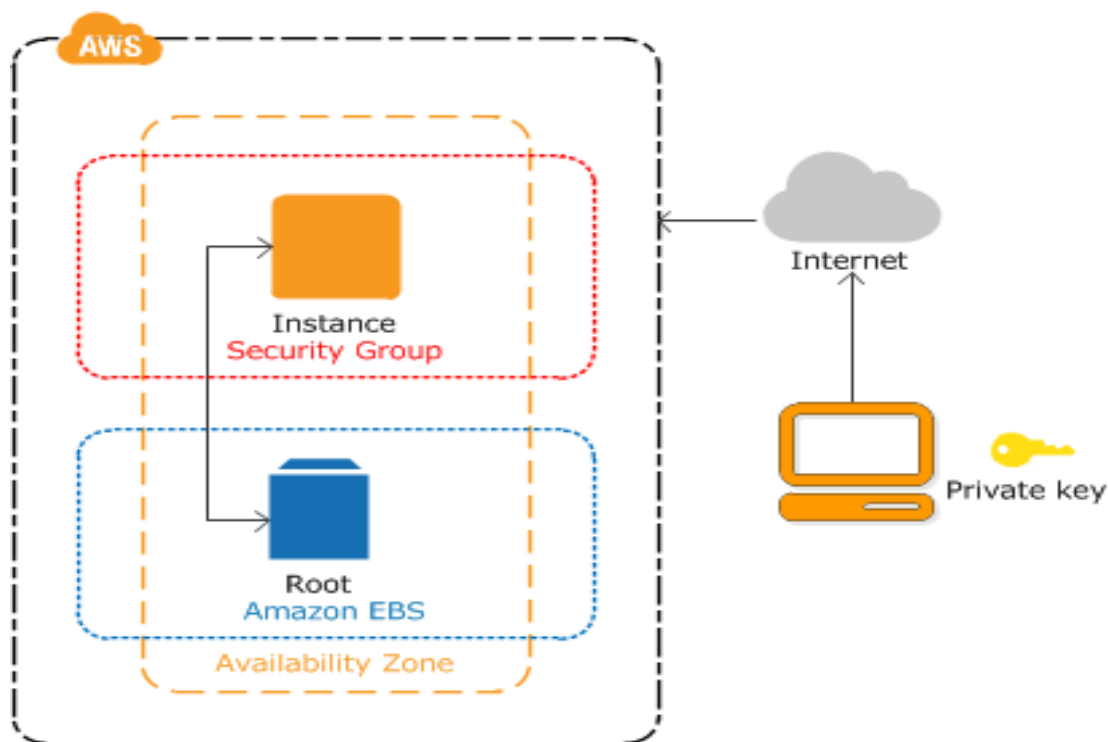 AWS
Instance
Security Group
Root
Amazon EBS
Availability Zone
Internet
Private key